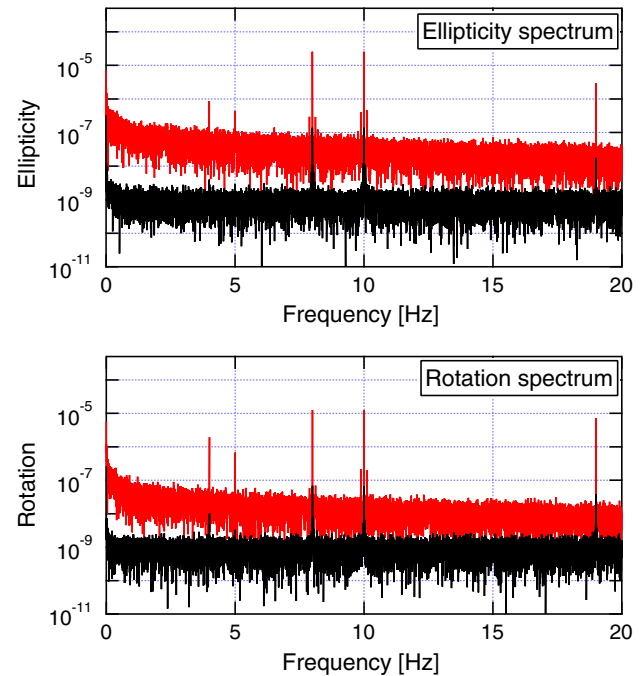 Ellipticity spectrum
10^-5
10^-7
10^-9
10^-11
Ellipticity
0 5 10 15 20
Frequency [Hz]
Rotation spectrum
10^-5
10^-7
10^-9
10^-11
Rotation
0 5 10 15 20
Frequency [Hz]